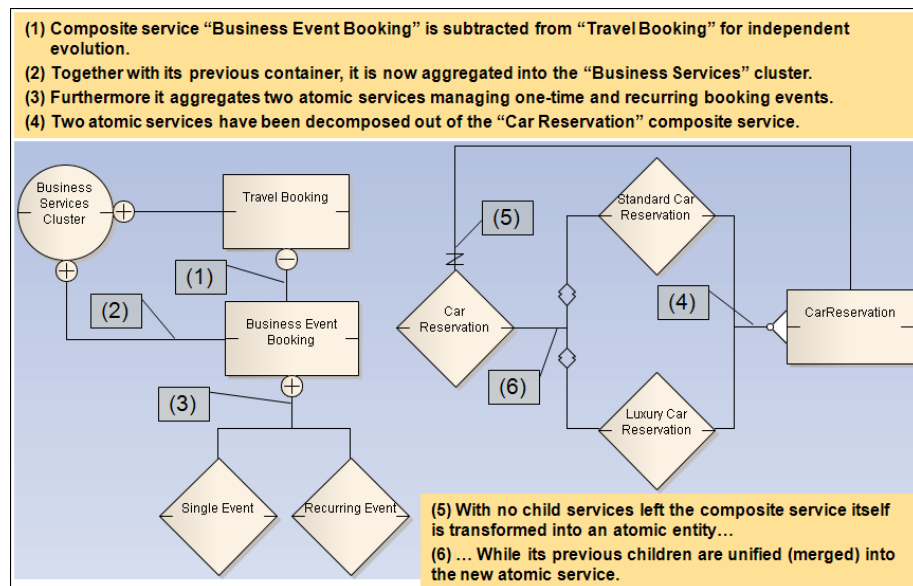 (1) Composite service “Business Event Booking” is subtracted from “Travel Booking” for independent
evolution.
(2) Together with its previous container, it is now aggregated into the “Business Services” cluster.
(3) Furthermore it aggregates two atomic services managing one-time and recurring booking events.
(4) Two atomic services have been decomposed out of the “Car Reservation” composite service.
Business
Services
Cluster
Travel Booking
(1)
(2)
Business Event
Booking
(3)
Single Event
Recurring Event
(5)
Standard Car
Reservation
Car
Reservation
(4)
CarReservation
(6)
Luxury Car
Reservation
(5) With no child services left the composite service itself
is transformed into an atomic entity…
(6) … While its previous children are unified (merged) into
the new atomic service.